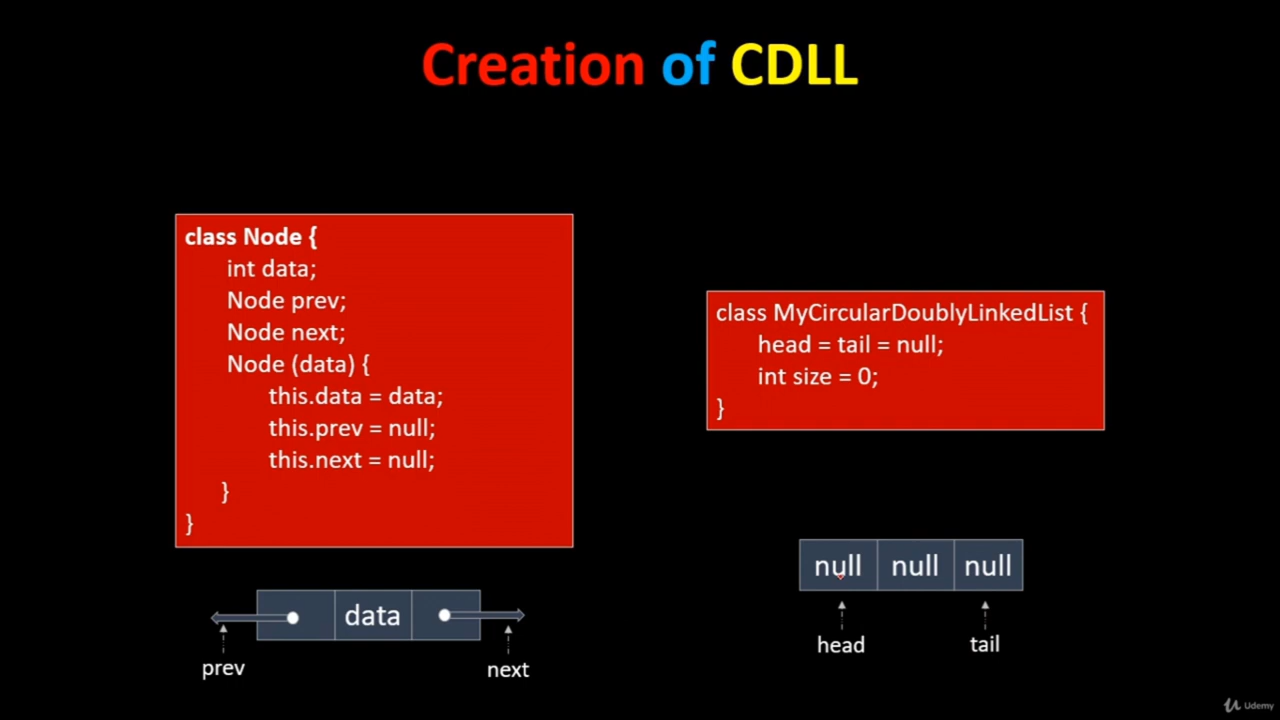 Creation of CDLL
class Node {
int data;
Node prev;
Node next;
Node (data) {
this.data = data;
this.prev = null;
this.next = null;
}
}
data
prev
next
class MyCircularDoublyLinkedList {
head = tail = null;
int size = 0;
}
null null null
head
tail
Udemy